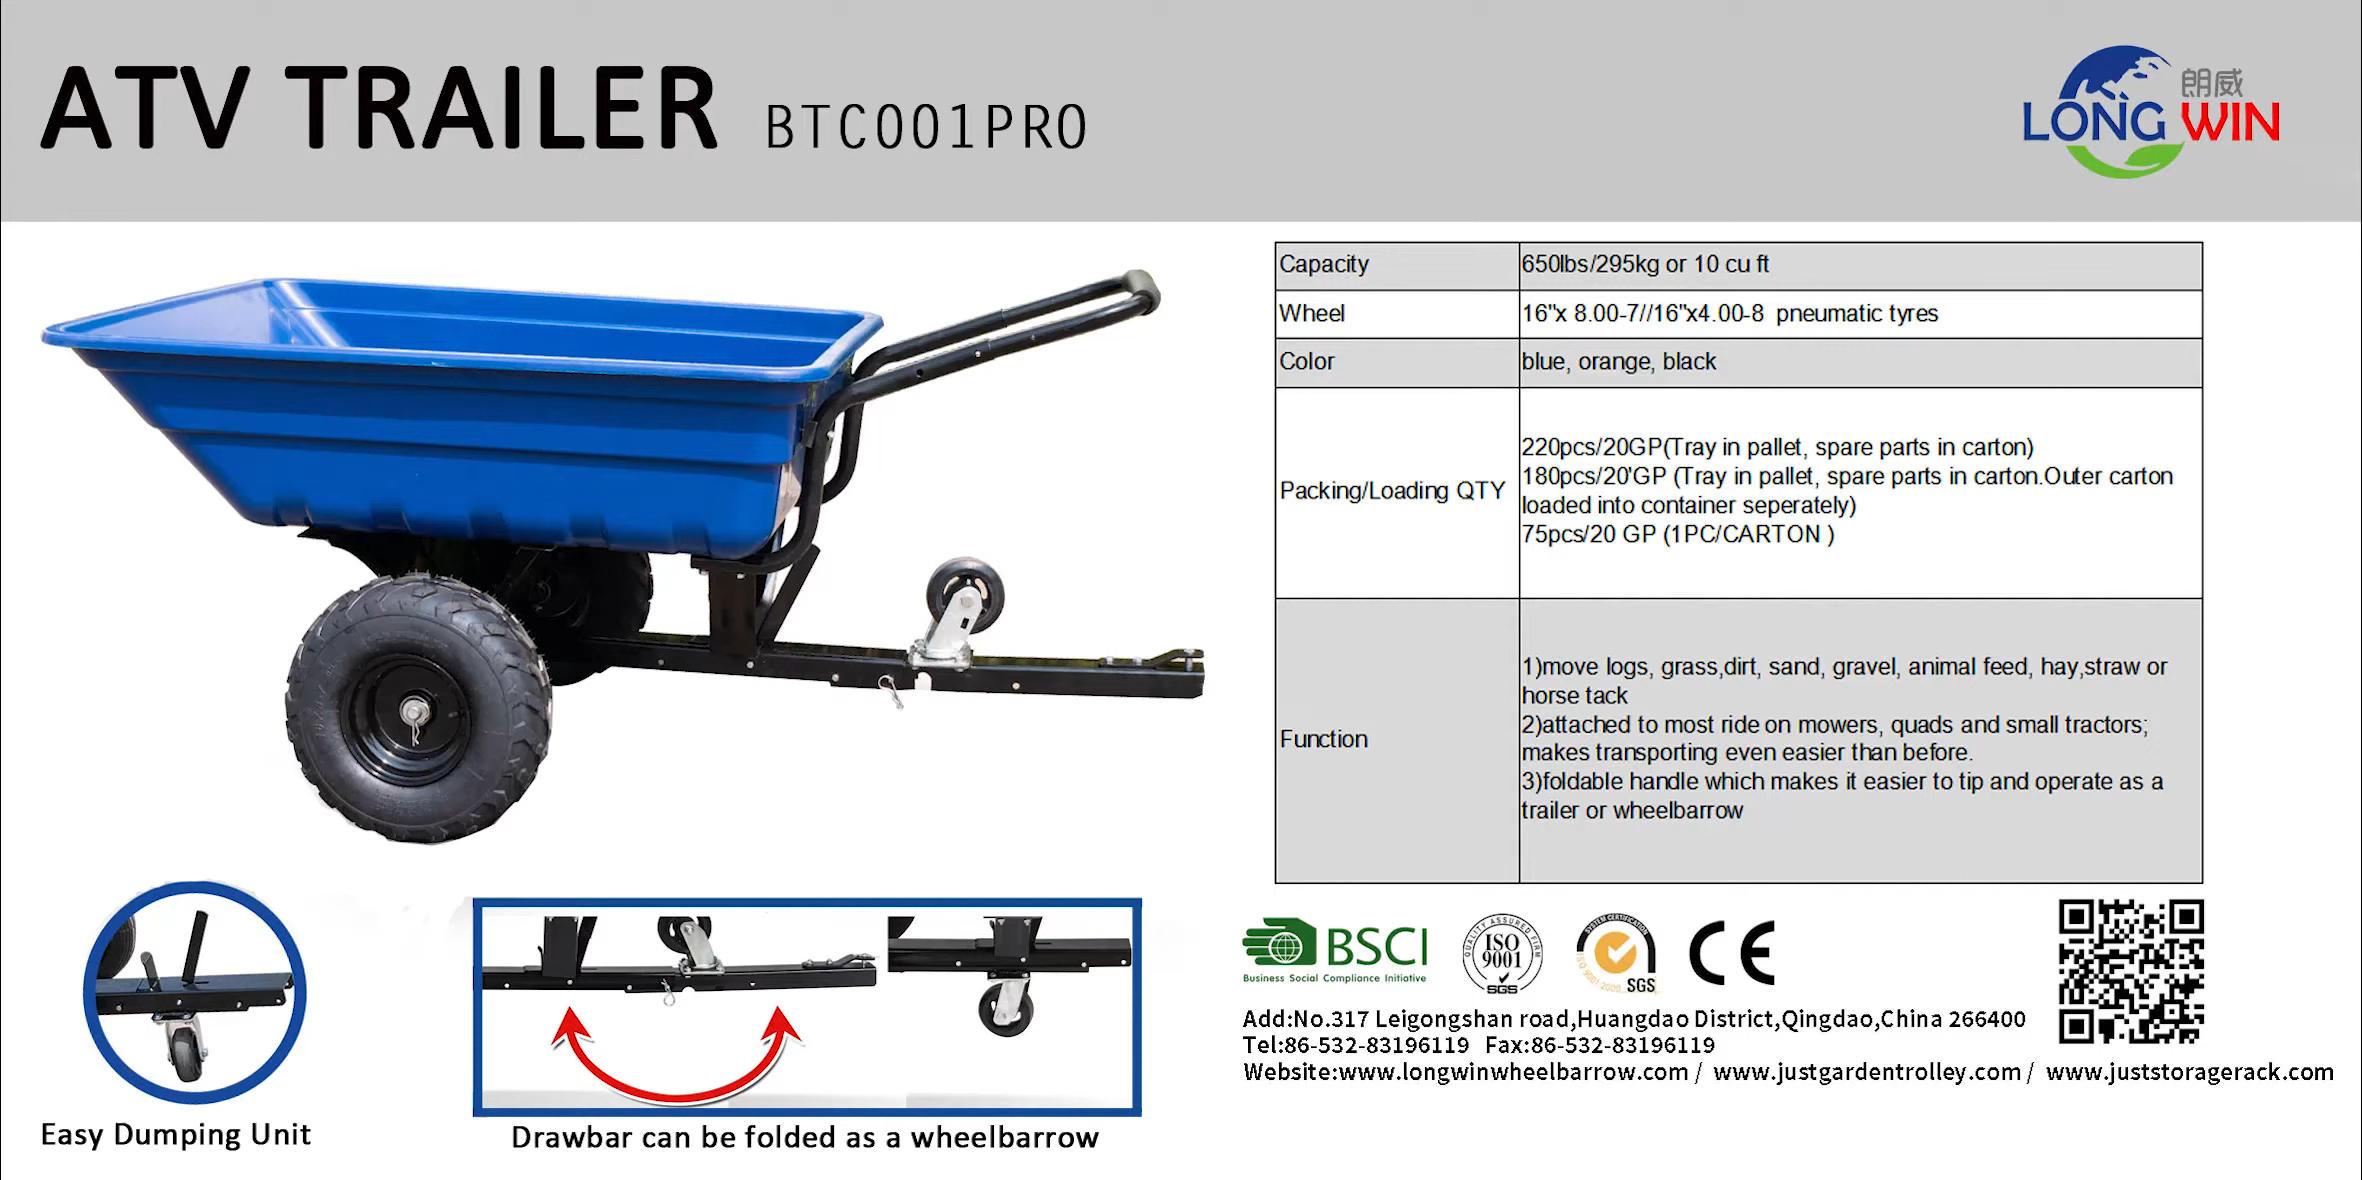 ATV TRAILER BTC001PRO
朗威
LONG WIN
Capacity 650lbs/295kg or 10 cu ft
Wheel 16"x 8.00-7//16"x4.00-8 pneumatic tyres
Color blue, orange, black
Packing/Loading QTY
220pcs/20GP(Tray in pallet, spare parts in carton)
180pcs/20'GP (Tray in pallet, spare parts in carton.Outer carton
loaded into container seperately)
75pcs/20 GP (1PC/CARTON )
Function
1)move logs, grass,dirt, sand, gravel, animal feed, hay,straw or
horse tack
2)attached to most ride on mowers, quads and small tractors;
makes transporting even easier than before.
3)foldable handle which makes it easier to tip and operate as a
trailer or wheelbarrow
Easy Dumping Unit
Drawbar can be folded as a wheelbarrow
BSCI
Business Social Compliance Initiative
QUALITY ASSURED FIRM
ISO
9001
SGS
SYSTEM CERTIFICATION
ISO 9001:2000
SGS
CE
Add:No.317 Leigongshan road,Huangdao District,Qingdao,China 266400
Tel:86-532-83196119 Fax:86-532-83196119
Website:www.longwinwheelbarrow.com / www.justgardentrolley.com / www.juststoragerack.com